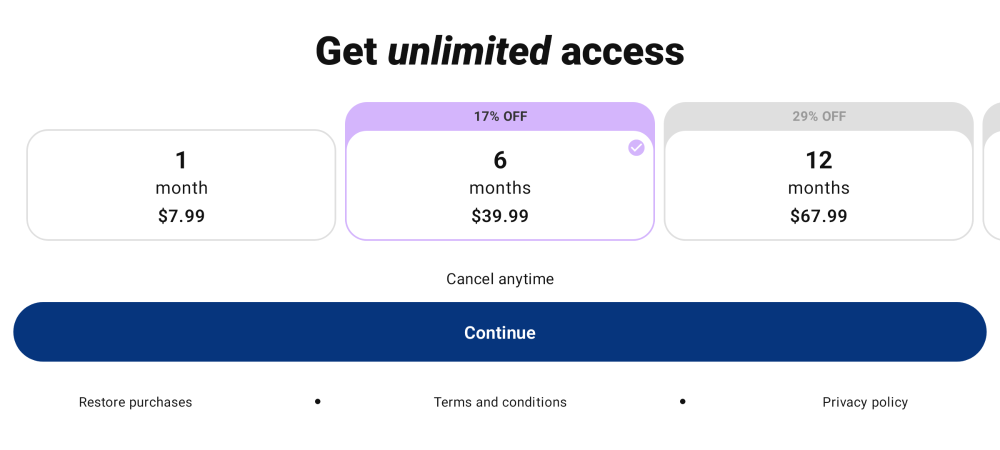 Get unlimited access
17% OFF
29% OFF
1
month
$7.99
6
months
$39.99
12
months
$67.99
Cancel anytime
Continue
Restore purchases • Terms and conditions • Privacy policy